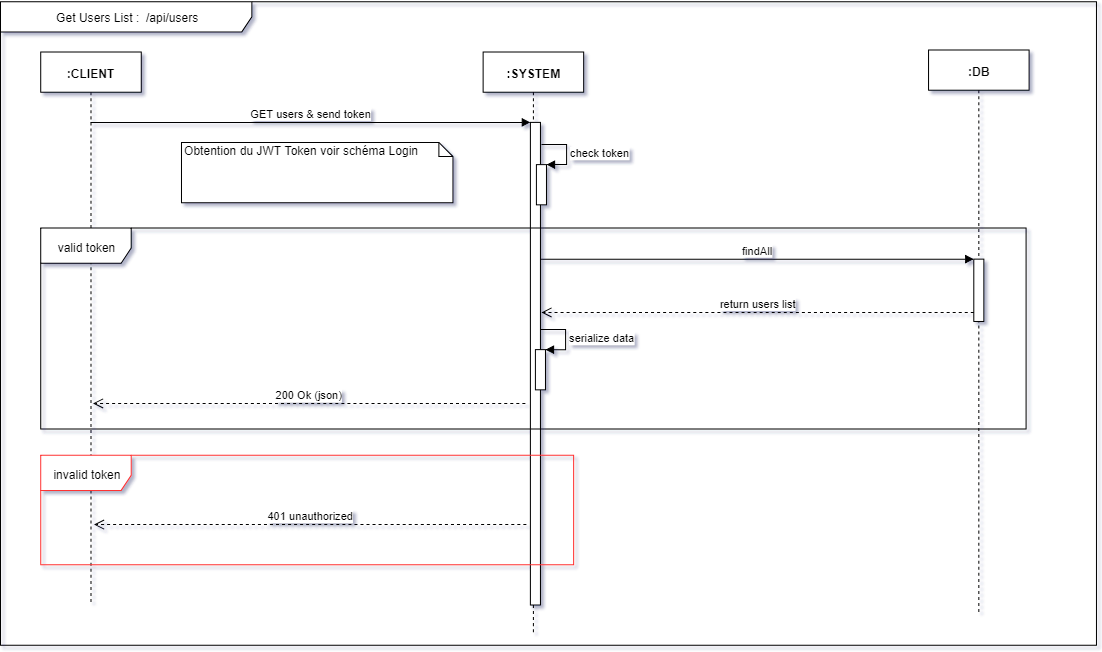 Get Users List : /api/users
:CLIENT
:SYSTEM
:DB
GET users & send token
Obtention du JWT Token voir schéma Login
check token
valid token
findAll
return users list
serialize data
200 Ok (json)
invalid token
401 unauthorized